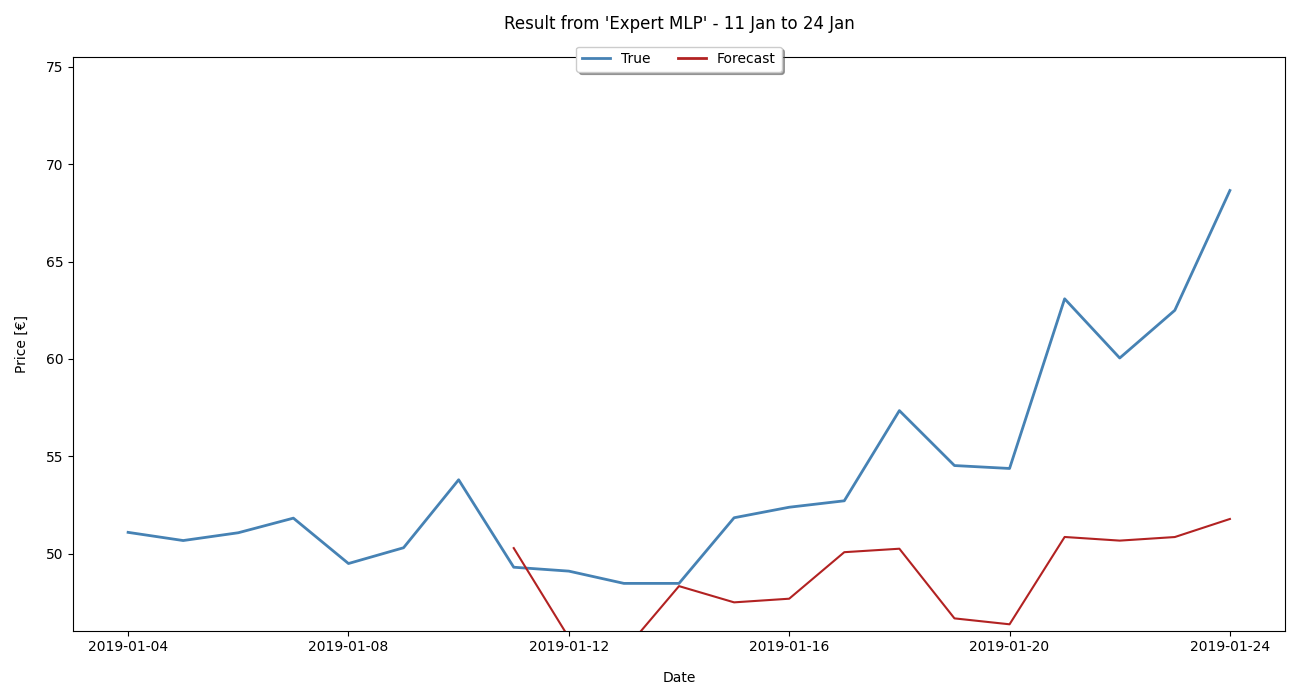 Result from 'Expert MLP' - 11 Jan to 24 Jan
True Forecast
75
70
65
60
55
50
Price [€]
2019-01-04 2019-01-08 2019-01-12 2019-01-16 2019-01-20 2019-01-24
Date